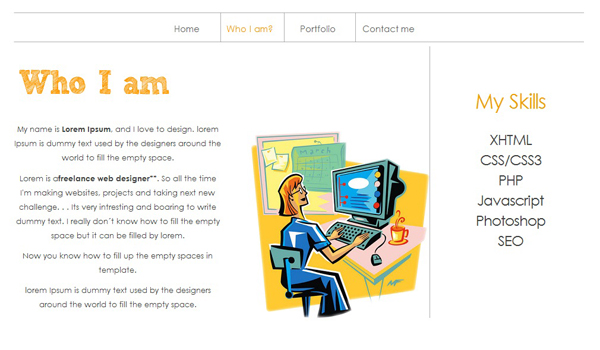 Home Who I am? Portfolio Contact me
Who I am
My name is Lorem Ipsum, and I love to design. lorem
Ipsum is dummy text used by the designers around the
world to fill the empty space.
Lorem is afreelance web designer"". So all the time
I'm making websites, projects and taking next new
challenge. . . Its very intresting and boaring to write
dummy text. I really don´t know how to fill the empty
space but it can be filled by lorem.
Now you know how to fill up the empty spaces in
template.
lorem Ipsum is dummy text used by the designers
around the world to fill the empty space.
March
My Skills
XHTML
CSS/CSS3
PHP
Javascript
Photoshop
SEO